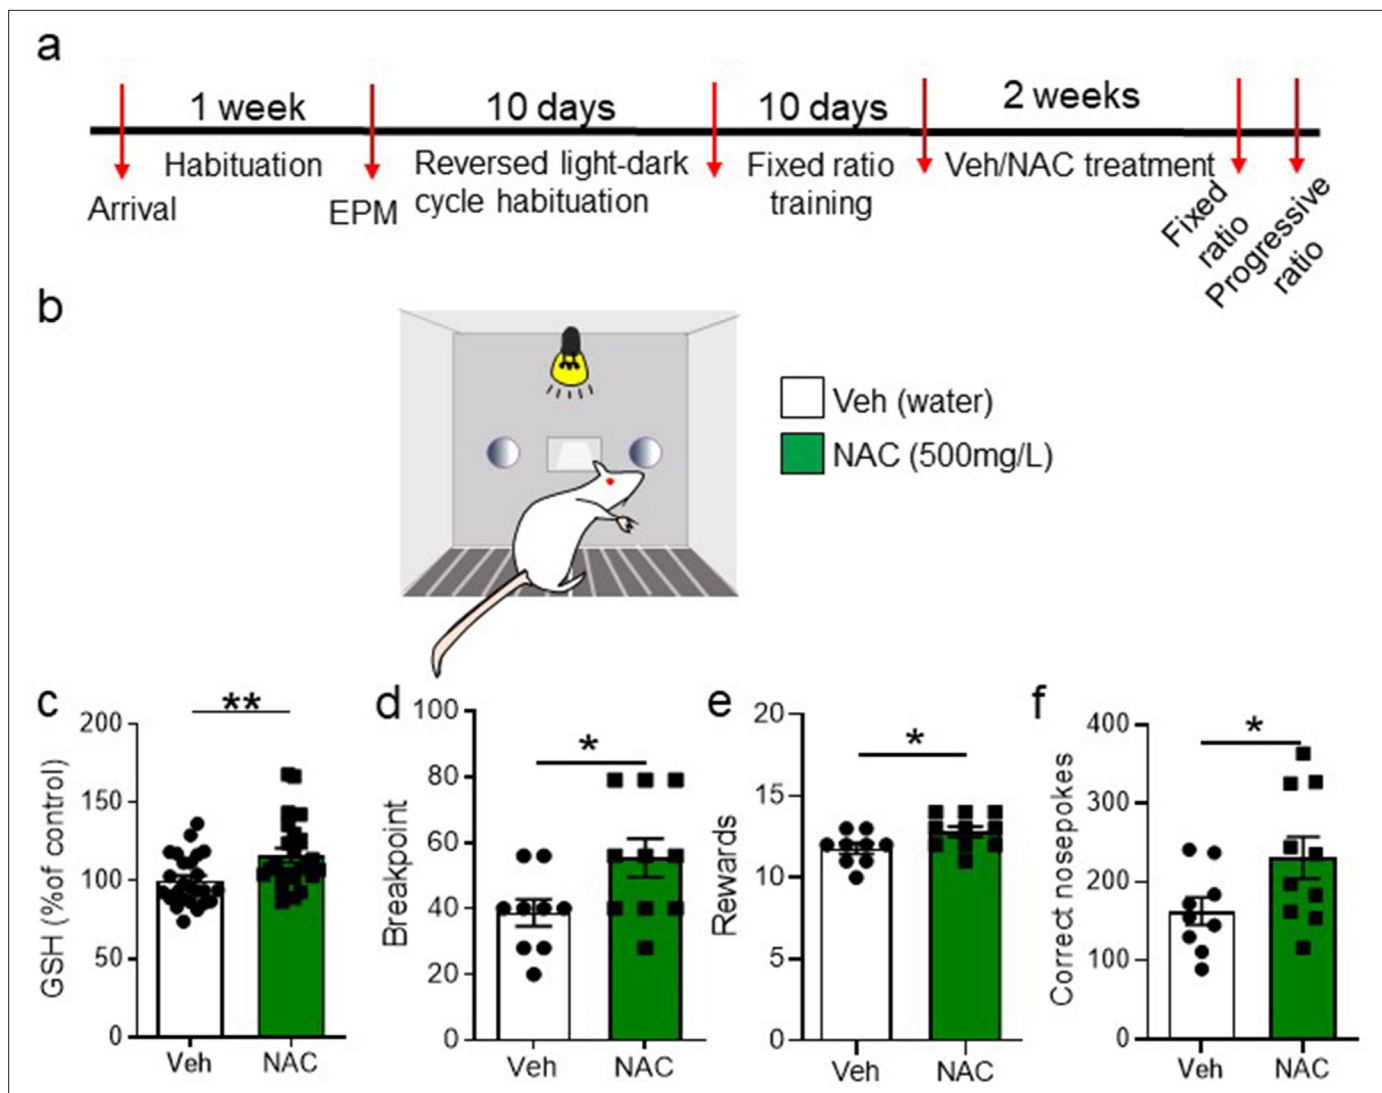 a
1 week
10 days
10 days
2 weeks
Habituation
Reversed light-dark
cycle habituation
Fixed ratio
training
Veh/NAC treatment
Arrival
EPM
Fixed
ratio
Progressive
ratio
b
Veh (water)
NAC (500mg/L)
c
**
GSH (%of control)
200
150
100
50
0
Veh
NAC
d
*
Breakpoint
100
80
60
40
20
0
Veh
NAC
e
*
Rewards
20
15
10
5
0
Veh
NAC
f
*
Correct nosepokes
400
300
200
100
0
Veh
NAC